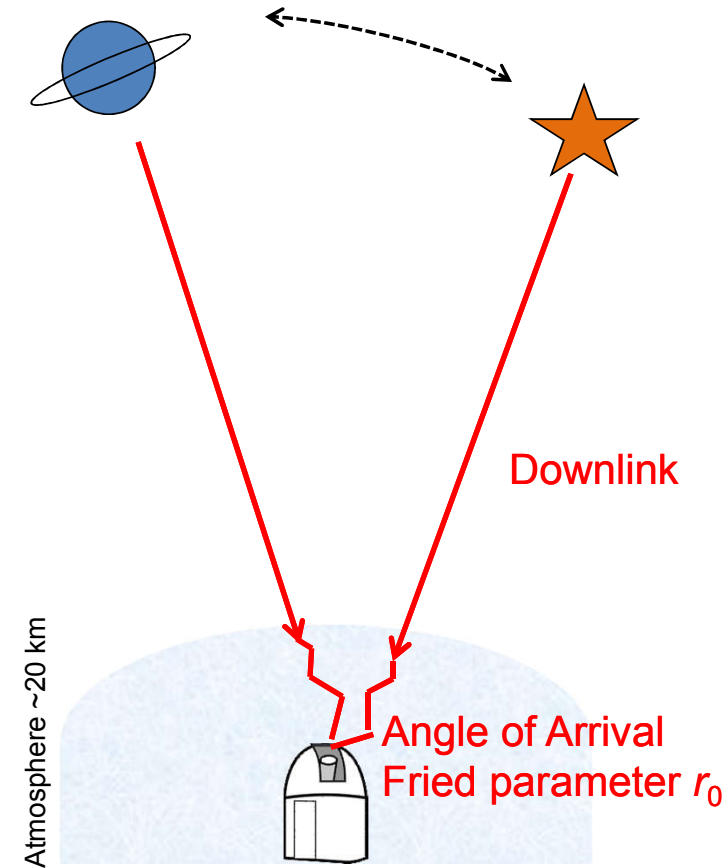 Downlink
Atmosphere ~20 km
Angle of Arrival
Fried parameter r₀